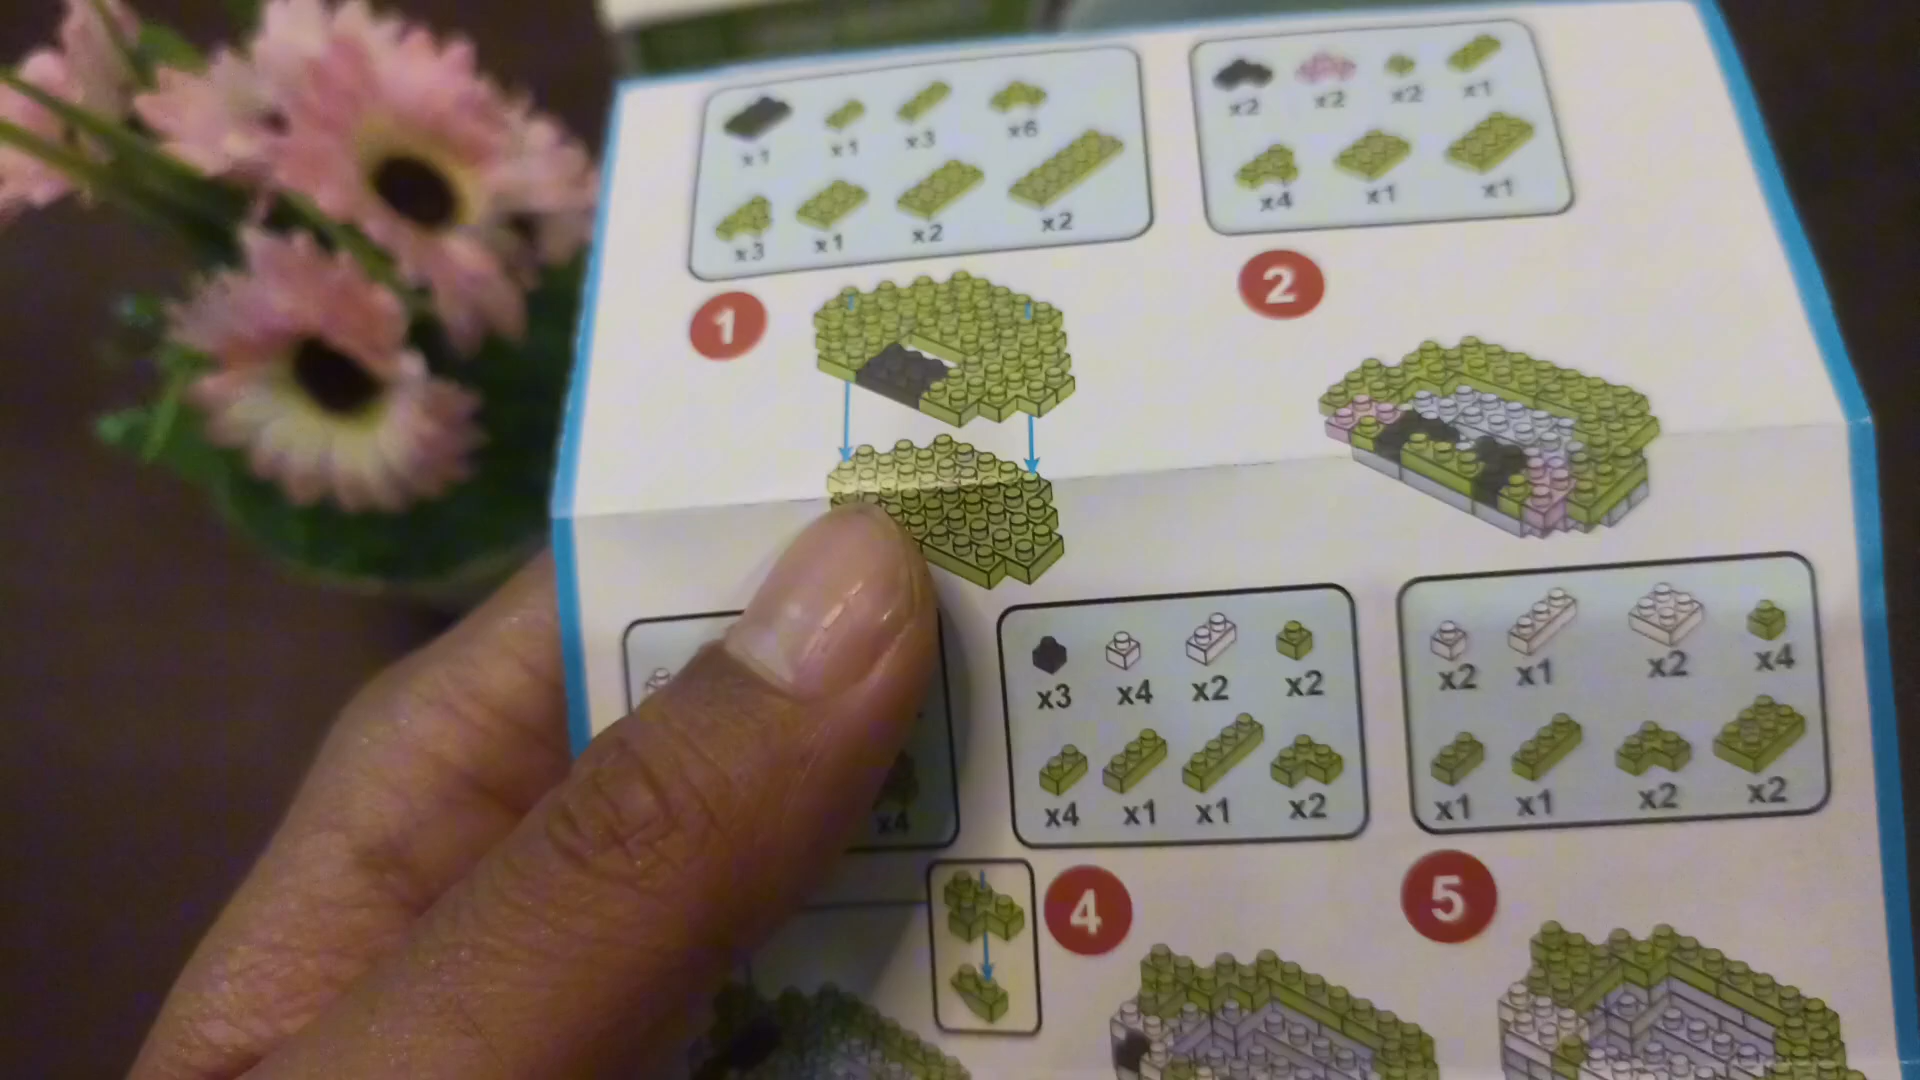 x1 x1 x3 x6
x3 x1 x2 x2
1
x2 x2 x2 x1
x4 x1 x1
2
x4
x3 x4 x2 x2
x4 x1 x1 x2
4
x2 x1 x2 x4
x1 x1 x2 x2
5